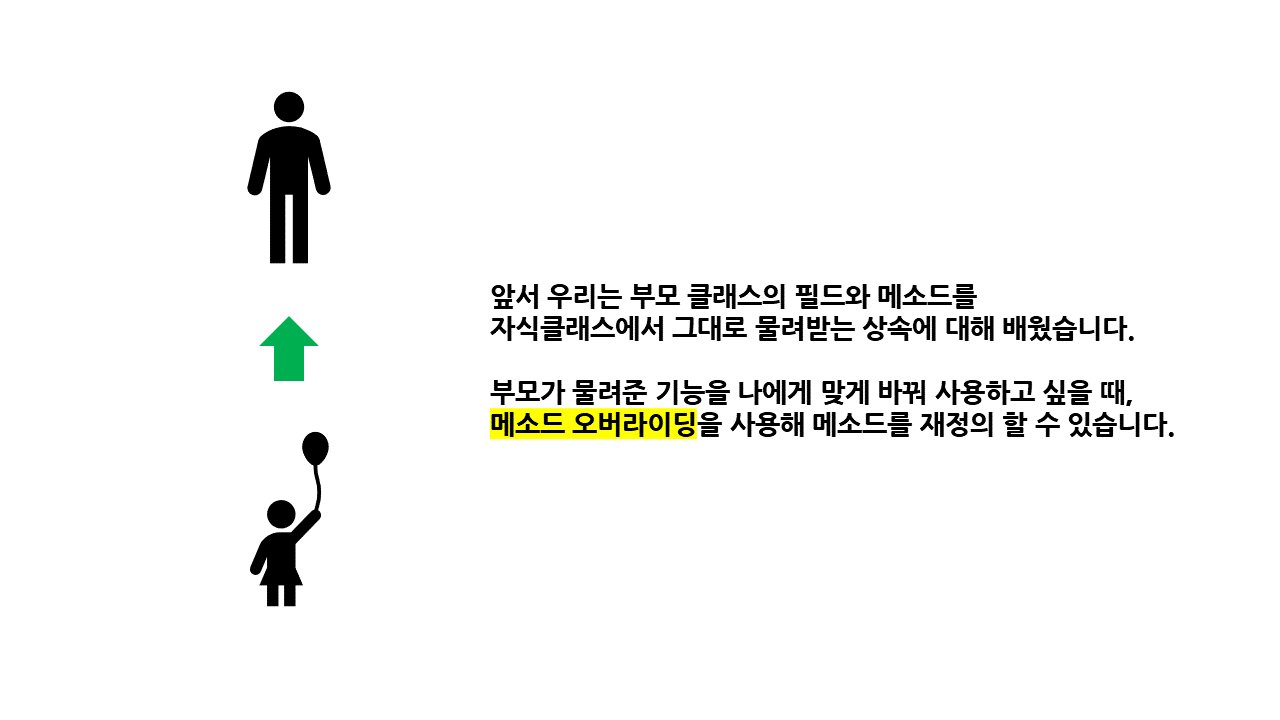 앞서 우리는 부모 클래스의 필드와 메소드를
자식클래스에서 그대로 물려받는 상속에 대해 배웠습니다.
부모가 물려준 기능을 나에게 맞게 바꿔 사용하고 싶을 때,
메소드 오버라이딩을 사용해 메소드를 재정의 할 수 있습니다.